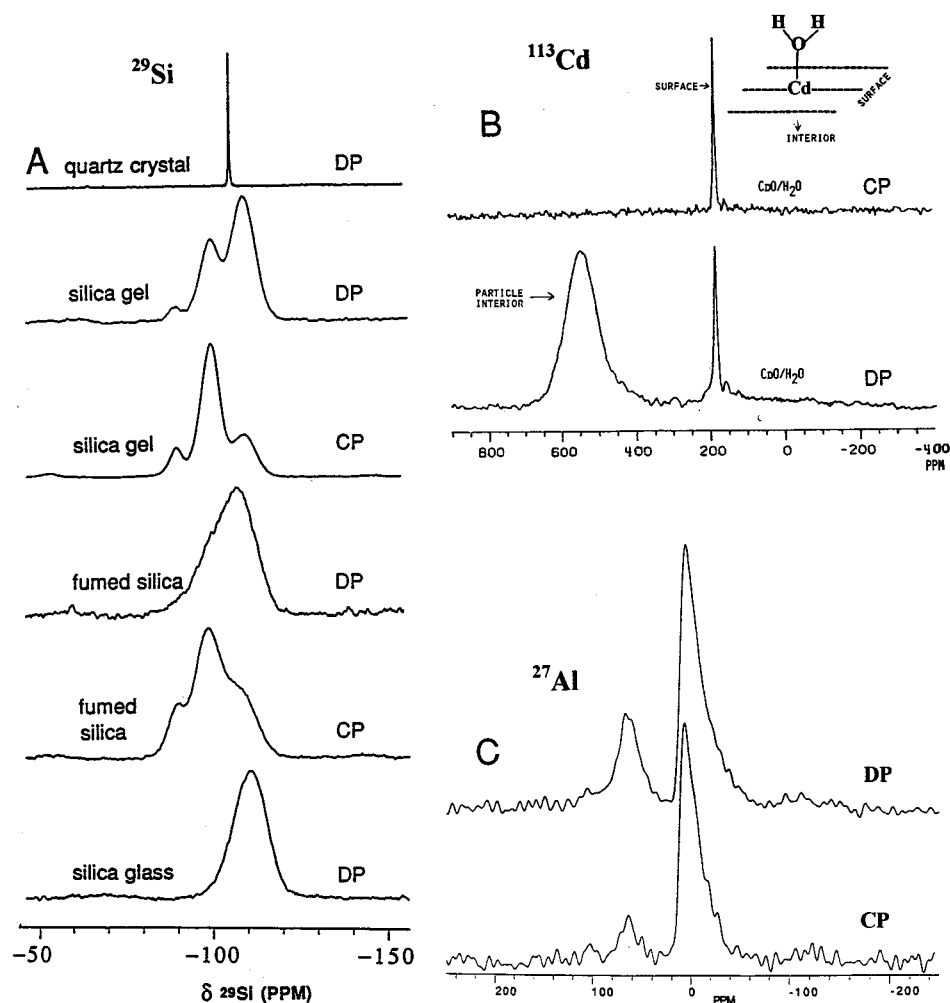 29Si
A
quartz crystal DP
silica gel DP
silica gel CP
fumed silica DP
fumed
silica CP
silica glass DP
-50 -100 -150
δ 29Si (PPM)
113Cd
H H
O
Cd
SURFACE
INTERIOR
SURFACE →
B
CdO/H2O CP
PARTICLE
INTERIOR →
CdO/H2O DP
800 600 400 200 0 -200 -400
PPM
27Al
C
DP
CP
200 100 0 -100 -200
PPM